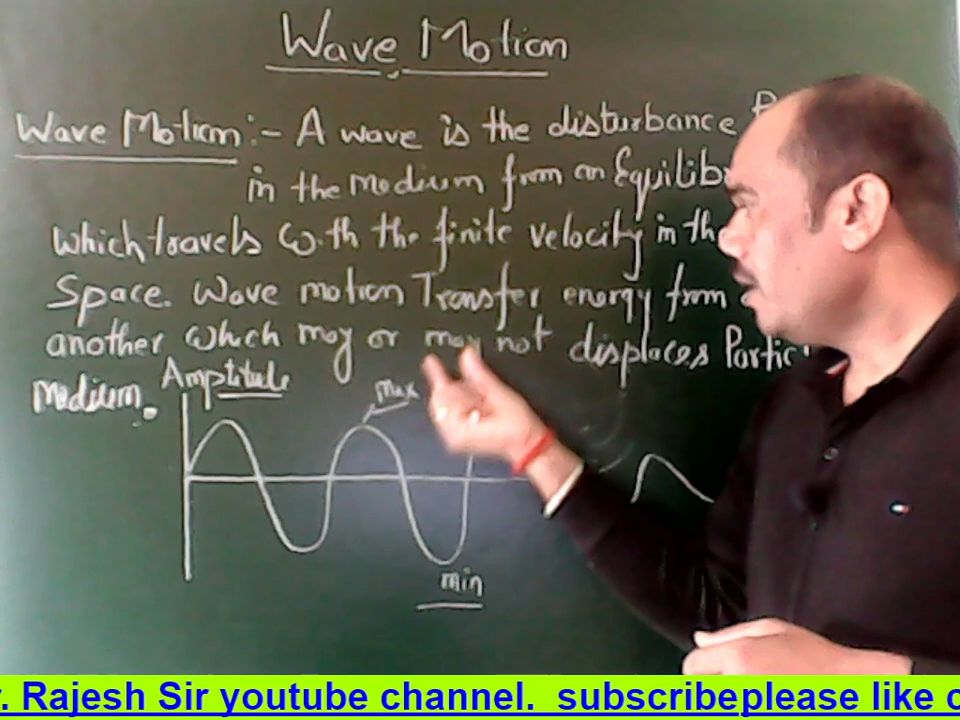 Wave Motion
Wave Motion:- A wave is the disturbance
in the medium from an Equilib
which travels with the finite velocity in th
Space. Wave motion Transfer energy from
another which may or may not displaces Partic
Medium.
Amptitule
Max
min
. Rajesh Sir youtube channel. subscribeplease like